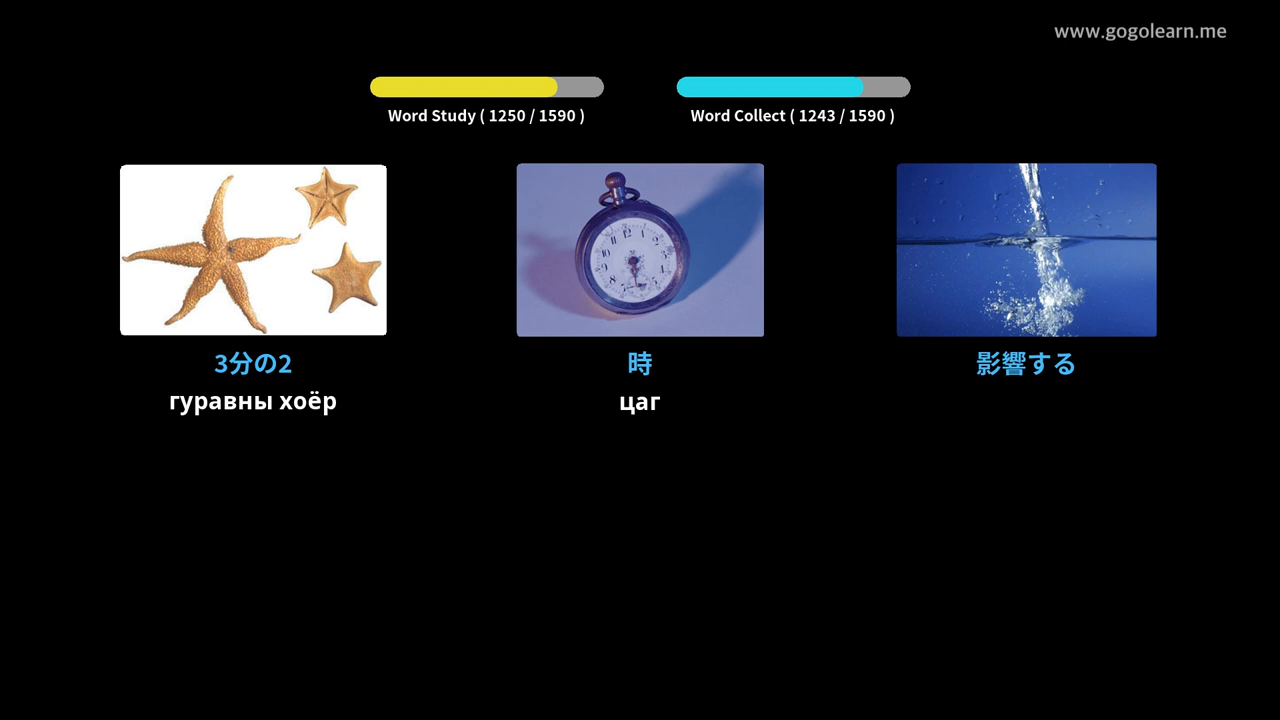 www.gogolearn.me
Word Study ( 1250 / 1590 )
Word Collect ( 1243 / 1590 )
3分の2
гуравны хоёр
時
цаг
影響する